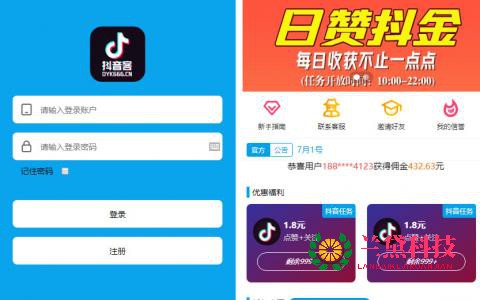 抖音客
DYK666.CN
请输入登录账户
请输入登录密码
记住密码
登录
注册
日赞抖金
每日收获不止一点点
(任务开放时间：10:00~22:00)
新手指南
联系客服
邀请好友
我的信誉
官方 公告 7月1号
恭喜用户188****4123获得佣金432.63元
优惠福利
抖音任务
1.8元
点赞+关注
剩余999+
抖音任务
1.8元
点赞+关
剩余999+
兰黛科技